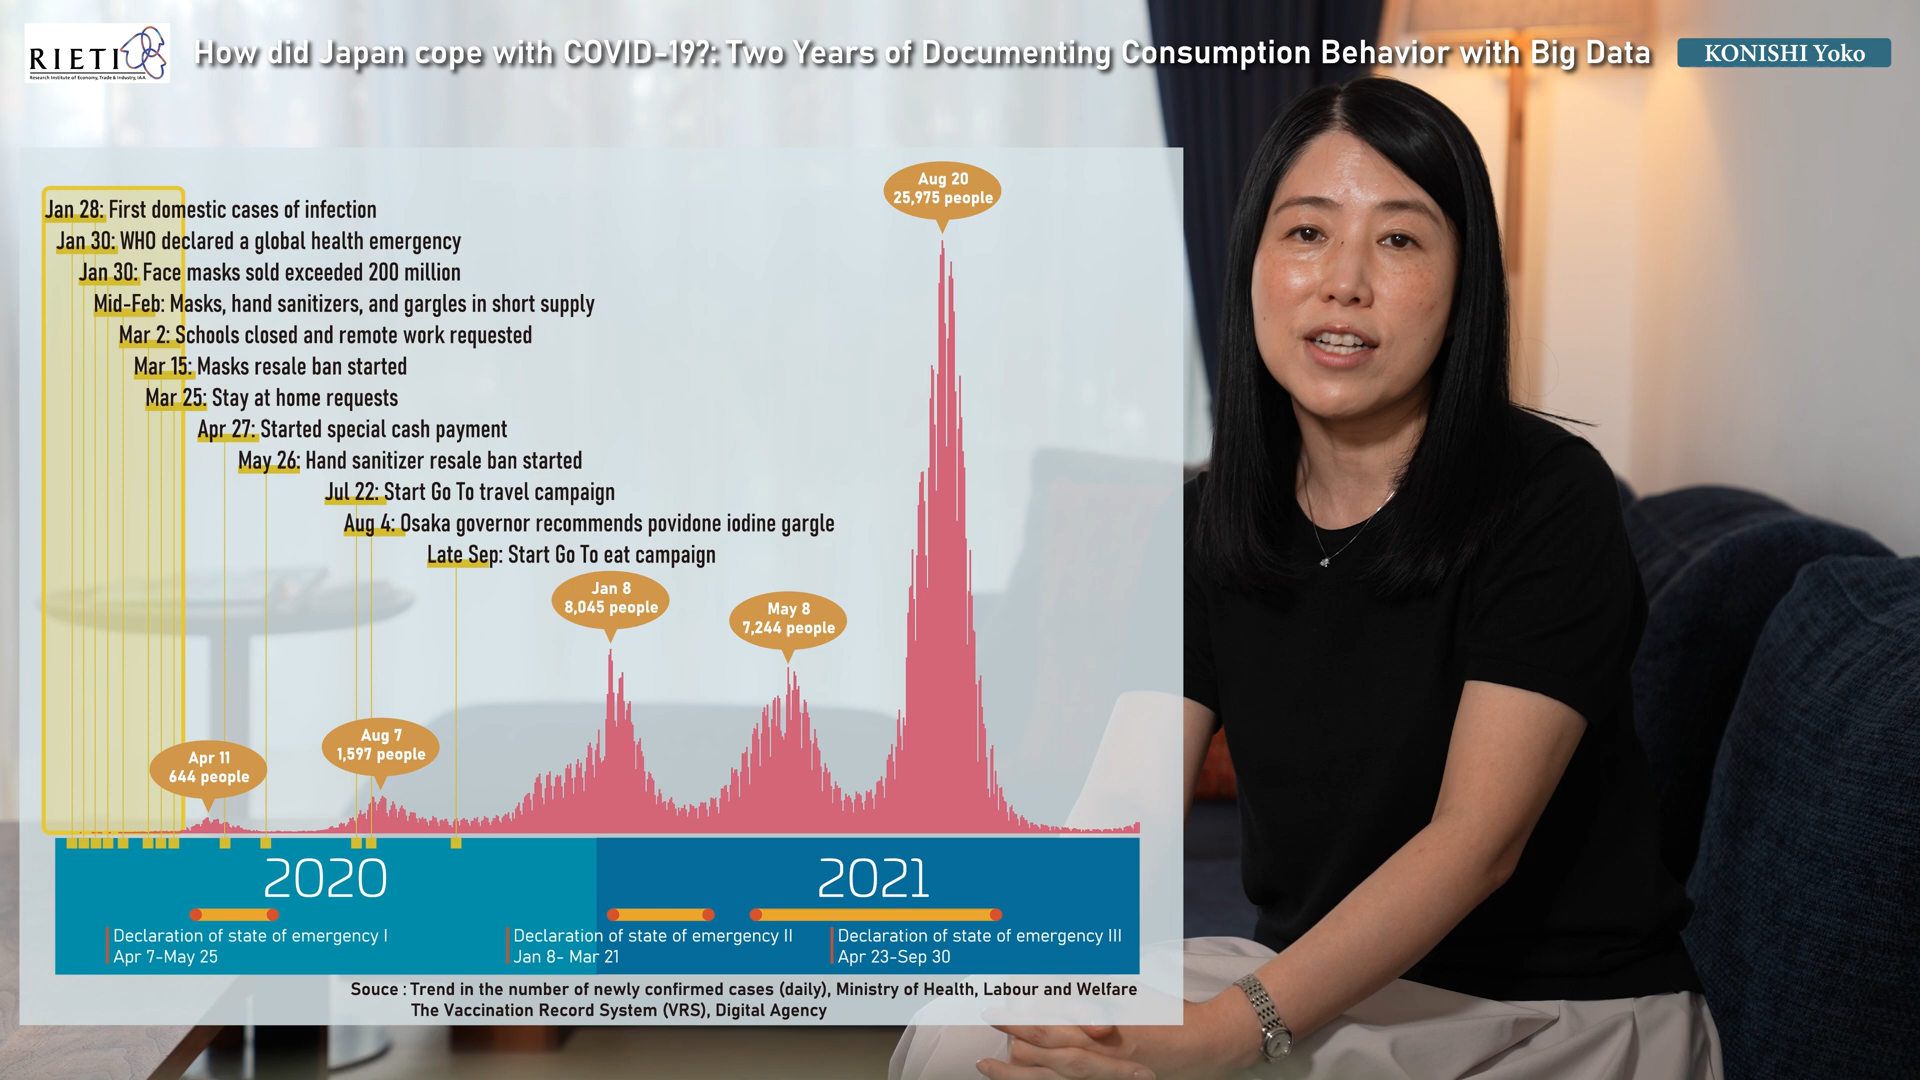 RIETI
Research Institute of Economy, Trade & Industry, IAA
How did Japan cope with COVID-19?: Two Years of Documenting Consumption Behavior with Big Data
KONISHI Yoko
Jan 28: First domestic cases of infection
Jan 30: WHO declared a global health emergency
Jan 30: Face masks sold exceeded 200 million
Mid-Feb: Masks, hand sanitizers, and gargles in short supply
Mar 2: Schools closed and remote work requested
Mar 15: Masks resale ban started
Mar 25: Stay at home requests
Apr 27: Started special cash payment
May 26: Hand sanitizer resale ban started
Jul 22: Start Go To travel campaign
Aug 4: Osaka governor recommends povidone iodine gargle
Late Sep: Start Go To eat campaign
Apr 11
644 people
Aug 7
1,597 people
Jan 8
8,045 people
May 8
7,244 people
Aug 20
25,975 people
2020
2021
Declaration of state of emergency I
Apr 7-May 25
Declaration of state of emergency II
Jan 8- Mar 21
Declaration of state of emergency III
Apr 23-Sep 30
Souce : Trend in the number of newly confirmed cases (daily), Ministry of Health, Labour and Welfare
The Vaccination Record System (VRS), Digital Agency